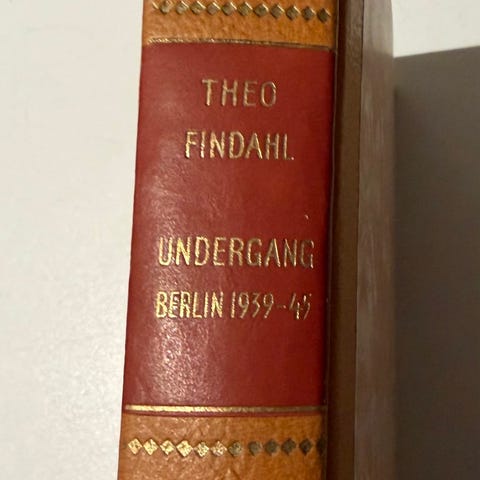 THEO
FINDAHL
UNDERGANG
BERLIN 1939-45